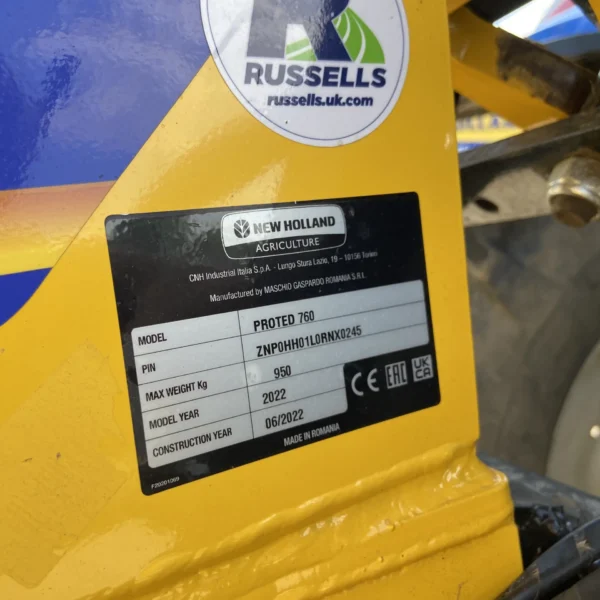 R
RUSSELLS
russells.uk.com
NEW HOLLAND
AGRICULTURE
CNH Industrial Italia S.p.A. - Lungo Stura Lazio, 19 - 10156 Torino
Manufactured by MASCHIO GASPARDO ROMANIA S.R.L
MODEL PROTED 760
PIN ZNP0HH01L0RNX0245
MAX WEIGHT Kg 950
MODEL YEAR 2022
CONSTRUCTION YEAR 06/2022
CE EAC UKCA
MADE IN ROMANIA